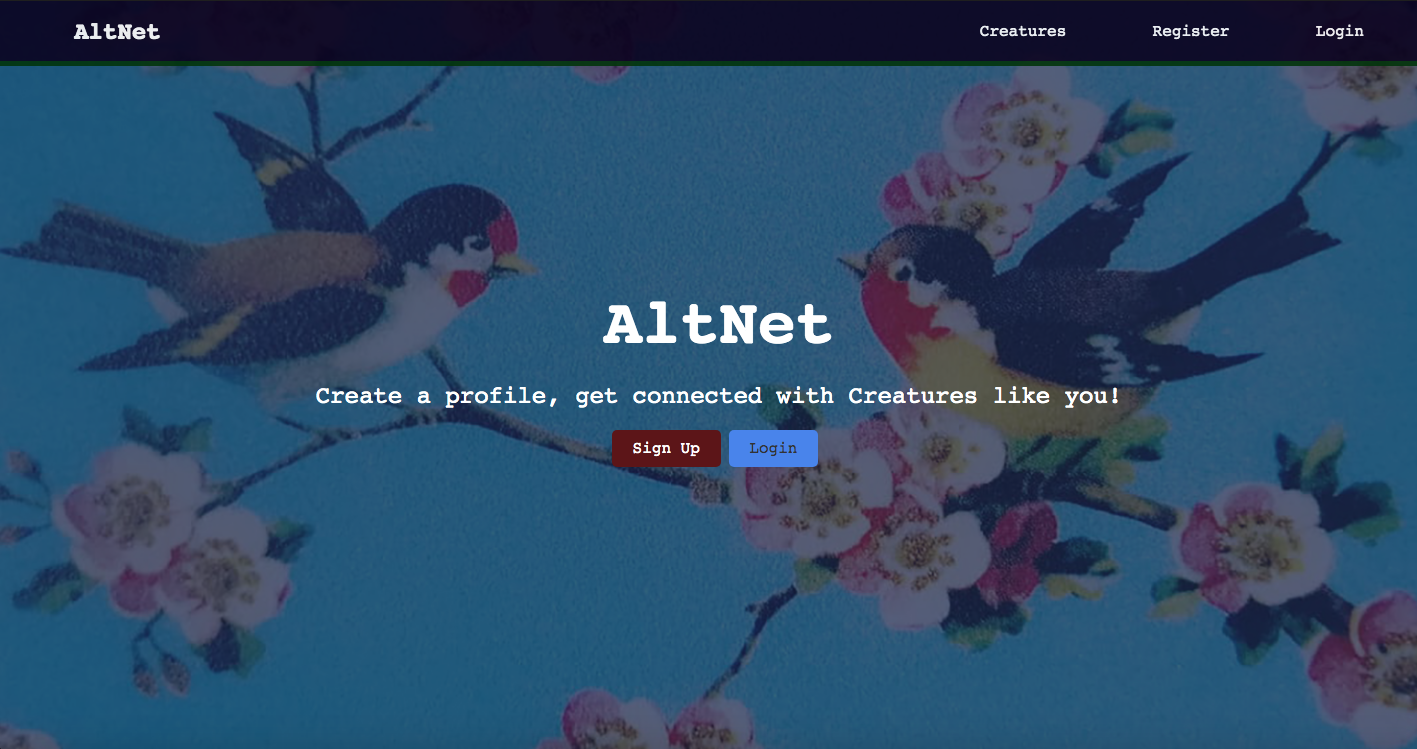 AltNet Creatures Register Login
AltNet
Create a profile, get connected with Creatures like you!
Sign Up Login